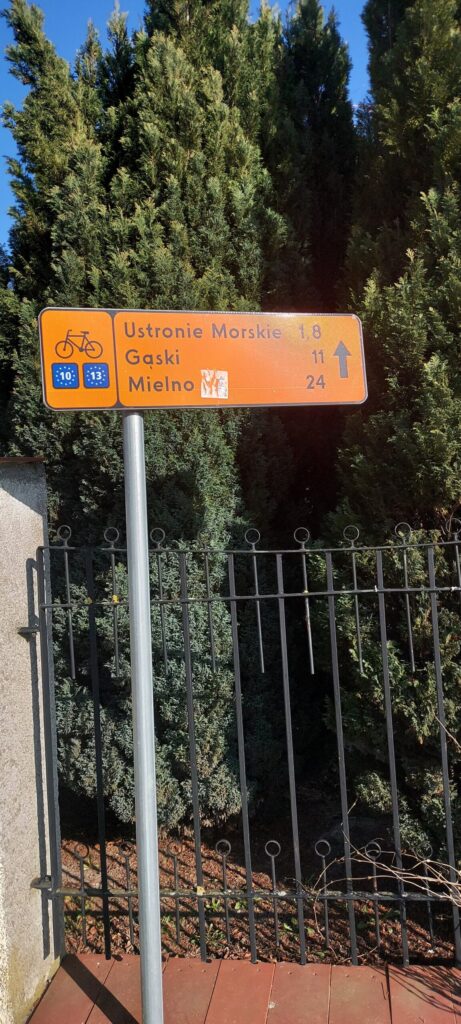 Ustronie Morskie 1,8
Gąski 11
Mielno 24
10 13